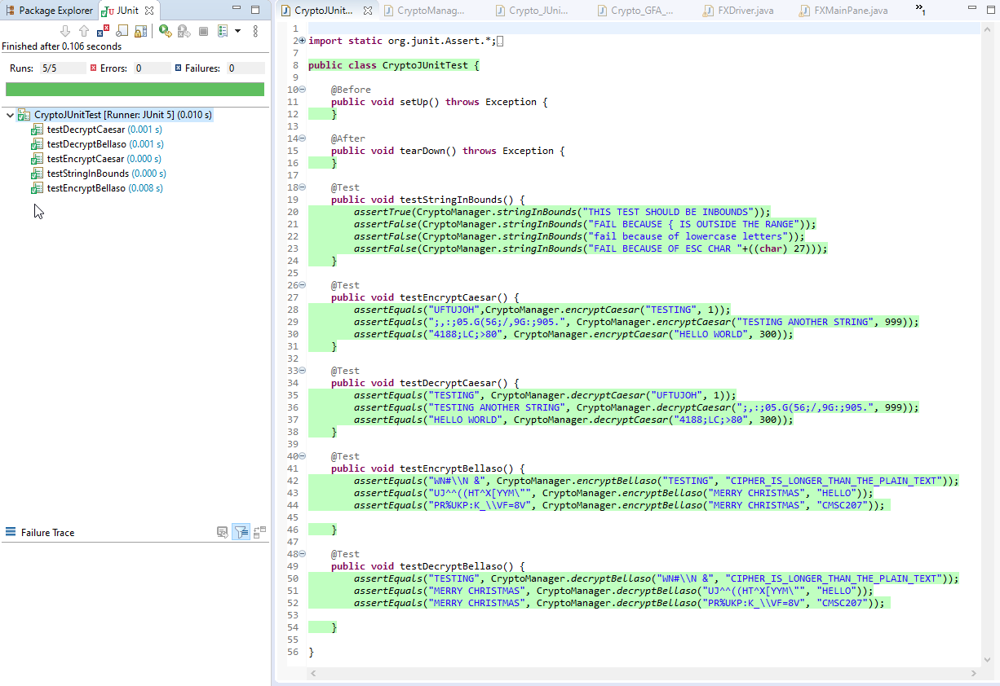 Package Explorer
JUnit
Finished after 0.106 seconds
Runs: 5/5
Errors: 0
Failures: 0
CryptoJUnitTest [Runner: JUnit 5] (0.010 s)
testDecryptCaesar (0.001 s)
testDecryptBellaso (0.001 s)
testEncryptCaesar (0.000 s)
testStringInBounds (0.000 s)
testEncryptBellaso (0.008 s)
Failure Trace
CryptoJUnit...
CryptoManag...
Crypto_JUni...
Crypto_GFA_...
FXDriver.java
FXMainPane.java
»1
1
2 import static org.junit.Assert.*;
7
8 public class CryptoJUnitTest {
9
10 @Before
11 public void setUp() throws Exception {
12 }
13
14 @After
15 public void tearDown() throws Exception {
16 }
17
18 @Test
19 public void testStringInBounds() {
20 assertTrue(CryptoManager.stringInBounds("THIS TEST SHOULD BE INBOUNDS"));
21 assertFalse(CryptoManager.stringInBounds("FAIL BECAUSE { IS OUTSIDE THE RANGE"));
22 assertFalse(CryptoManager.stringInBounds("fail because of lowercase letters"));
23 assertFalse(CryptoManager.stringInBounds("FAIL BECAUSE OF ESC CHAR "+((char) 27)));
24 }
25
26 @Test
27 public void testEncryptCaesar() {
28 assertEquals("UFTUJOH",CryptoManager.encryptCaesar("TESTING", 1));
29 assertEquals(";,:;05.G(56;/,9G:;905.", CryptoManager.encryptCaesar("TESTING ANOTHER STRING", 999));
30 assertEquals("4188;LC;>80", CryptoManager.encryptCaesar("HELLO WORLD", 300));
31 }
32
33 @Test
34 public void testDecryptCaesar() {
35 assertEquals("TESTING", CryptoManager.decryptCaesar("UFTUJOH", 1));
36 assertEquals("TESTING ANOTHER STRING", CryptoManager.decryptCaesar(";,:;05.G(56;/,9G:;905.", 999));
37 assertEquals("HELLO WORLD", CryptoManager.decryptCaesar("4188;LC;>80", 300));
38 }
39
40 @Test
41 public void testEncryptBellaso() {
42 assertEquals("WN#\\N &", CryptoManager.encryptBellaso("TESTING", "CIPHER_IS_LONGER_THAN_THE_PLAIN_TEXT"));
43 assertEquals("UJ^^((HT^X[YYM\"", CryptoManager.encryptBellaso("MERRY CHRISTMAS", "HELLO"));
44 assertEquals("PR%UKP:K_\\VF=8V", CryptoManager.encryptBellaso("MERRY CHRISTMAS", "CMSC207"));
45
46 }
47
48 @Test
49 public void testDecryptBellaso() {
50 assertEquals("TESTING", CryptoManager.decryptBellaso("WN#\\N &", "CIPHER_IS_LONGER_THAN_THE_PLAIN_TEXT"));
51 assertEquals("MERRY CHRISTMAS", CryptoManager.decryptBellaso("UJ^^((HT^X[YYM\"", "HELLO"));
52 assertEquals("MERRY CHRISTMAS", CryptoManager.decryptBellaso("PR%UKP:K_\\VF=8V", "CMSC207"));
53
54 }
55
56 }